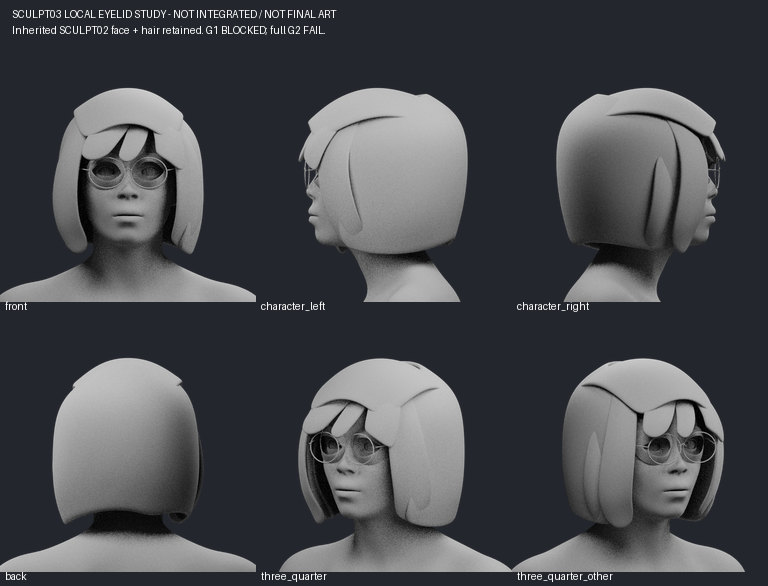 SCULPT03 LOCAL EYELID STUDY - NOT INTEGRATED / NOT FINAL ART
Inherited SCULPT02 face + hair retained. G1 BLOCKED; full G2 FAIL.
front
character_left
character_right
back
three_quarter
three_quarter_other